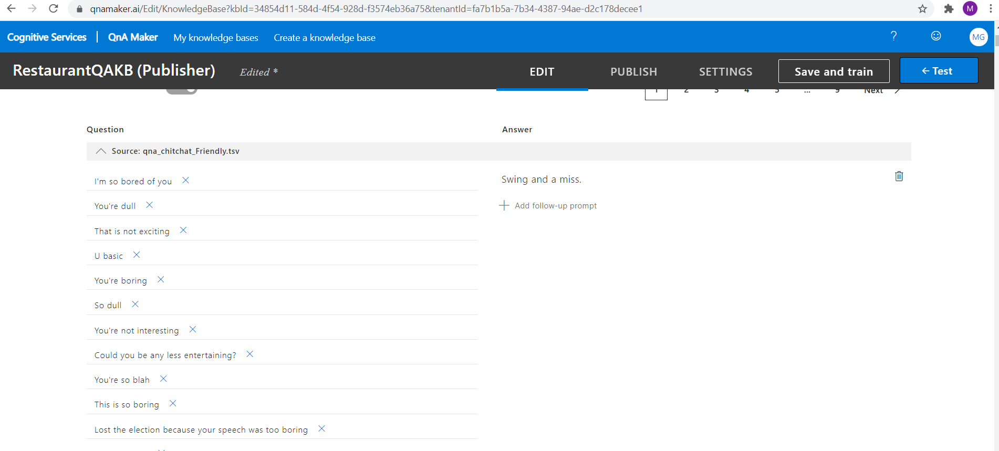 qnamaker.ai/Edit/KnowledgeBase?kbId=34854d11-584d-4f54-928d-f3574eb36a75&tenantId=fa7b1b5a-7b34-4387-94ae-d2c178decee1
M
Cognitive Services | QnA Maker My knowledge bases Create a knowledge base ? MG
RestaurantQAKB (Publisher) Edited * EDIT PUBLISH SETTINGS Save and train ← Test
1 2 3 4 5 ... 9 Next
Question Answer
Source: qna_chitchat_Friendly.tsv
I'm so bored of you Swing and a miss.
You're dull Add follow-up prompt
That is not exciting
U basic
You're boring
So dull
You're not interesting
Could you be any less entertaining?
You're so blah
This is so boring
Lost the election because your speech was too boring